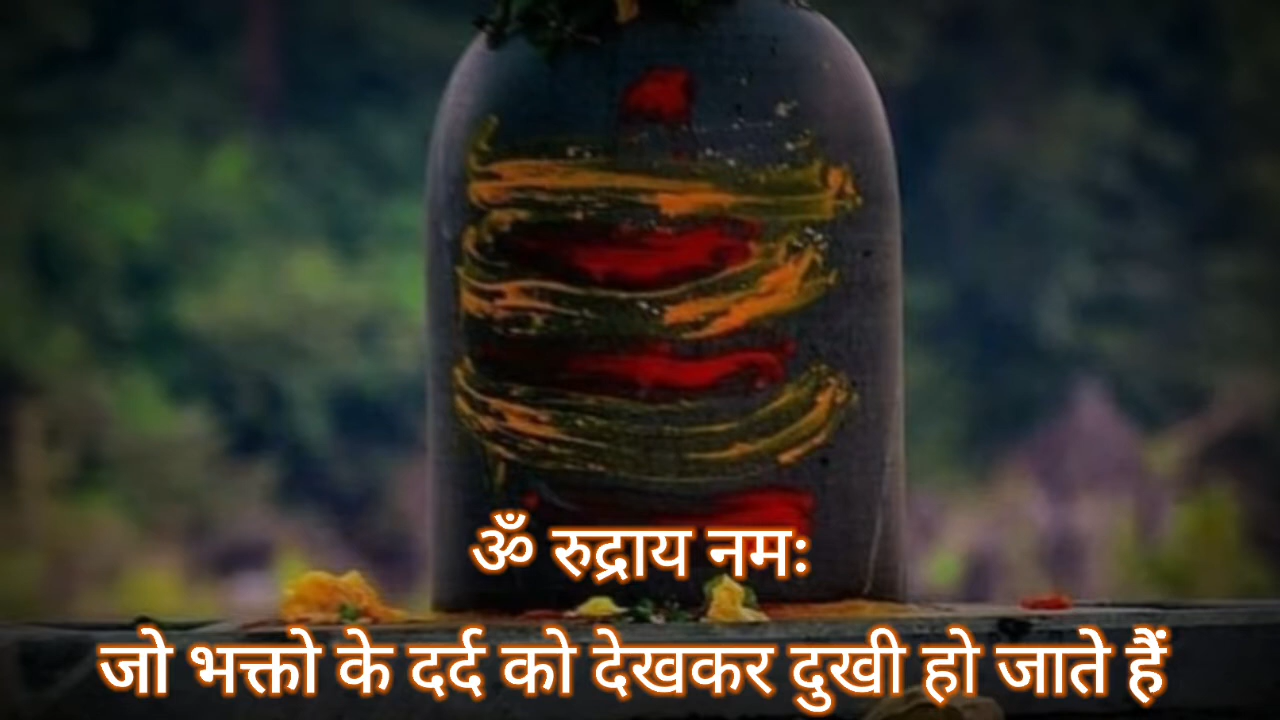 ॐ रुद्राय नमः
जो भक्तो के दर्द को देखकर दुखी हो जाते हैं